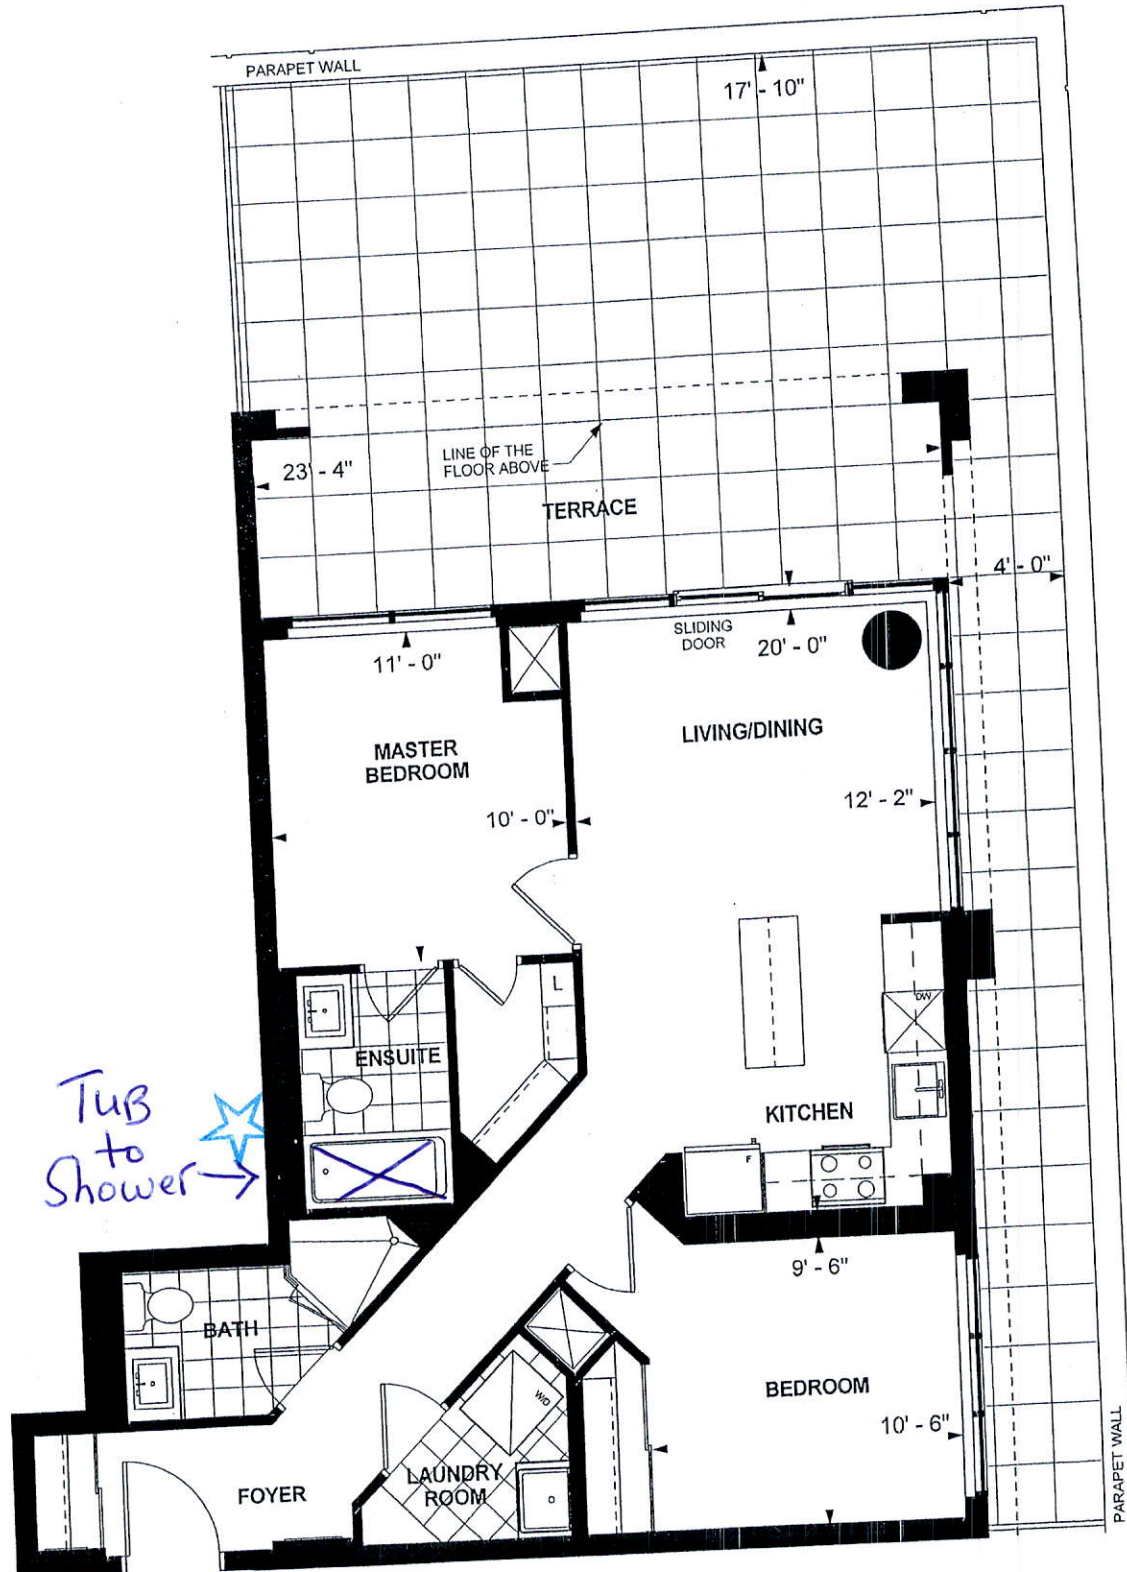 PARAPET WALL
17' - 10"
23' - 4"
LINE OF THE
FLOOR ABOVE
TERRACE
4' - 0"
SLIDING
DOOR
20' - 0"
11' - 0"
LIVING/DINING
MASTER
BEDROOM
12' - 2"
10' - 0"
L
DW
ENSUITE
TUB
to
Shower
KITCHEN
F
9' - 6"
BATH
BEDROOM
W/D
10' - 6"
LAUNDRY
ROOM
FOYER
PARAPET WALL